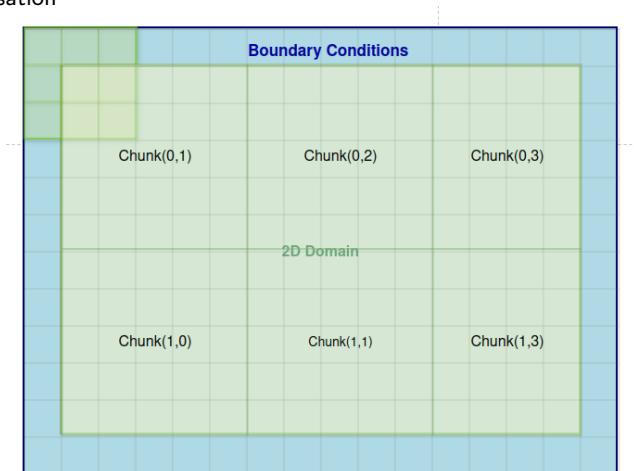 sation
Boundary Conditions
Chunk(0,1) Chunk(0,2) Chunk(0,3)
2D Domain
Chunk(1,0) Chunk(1,1) Chunk(1,3)